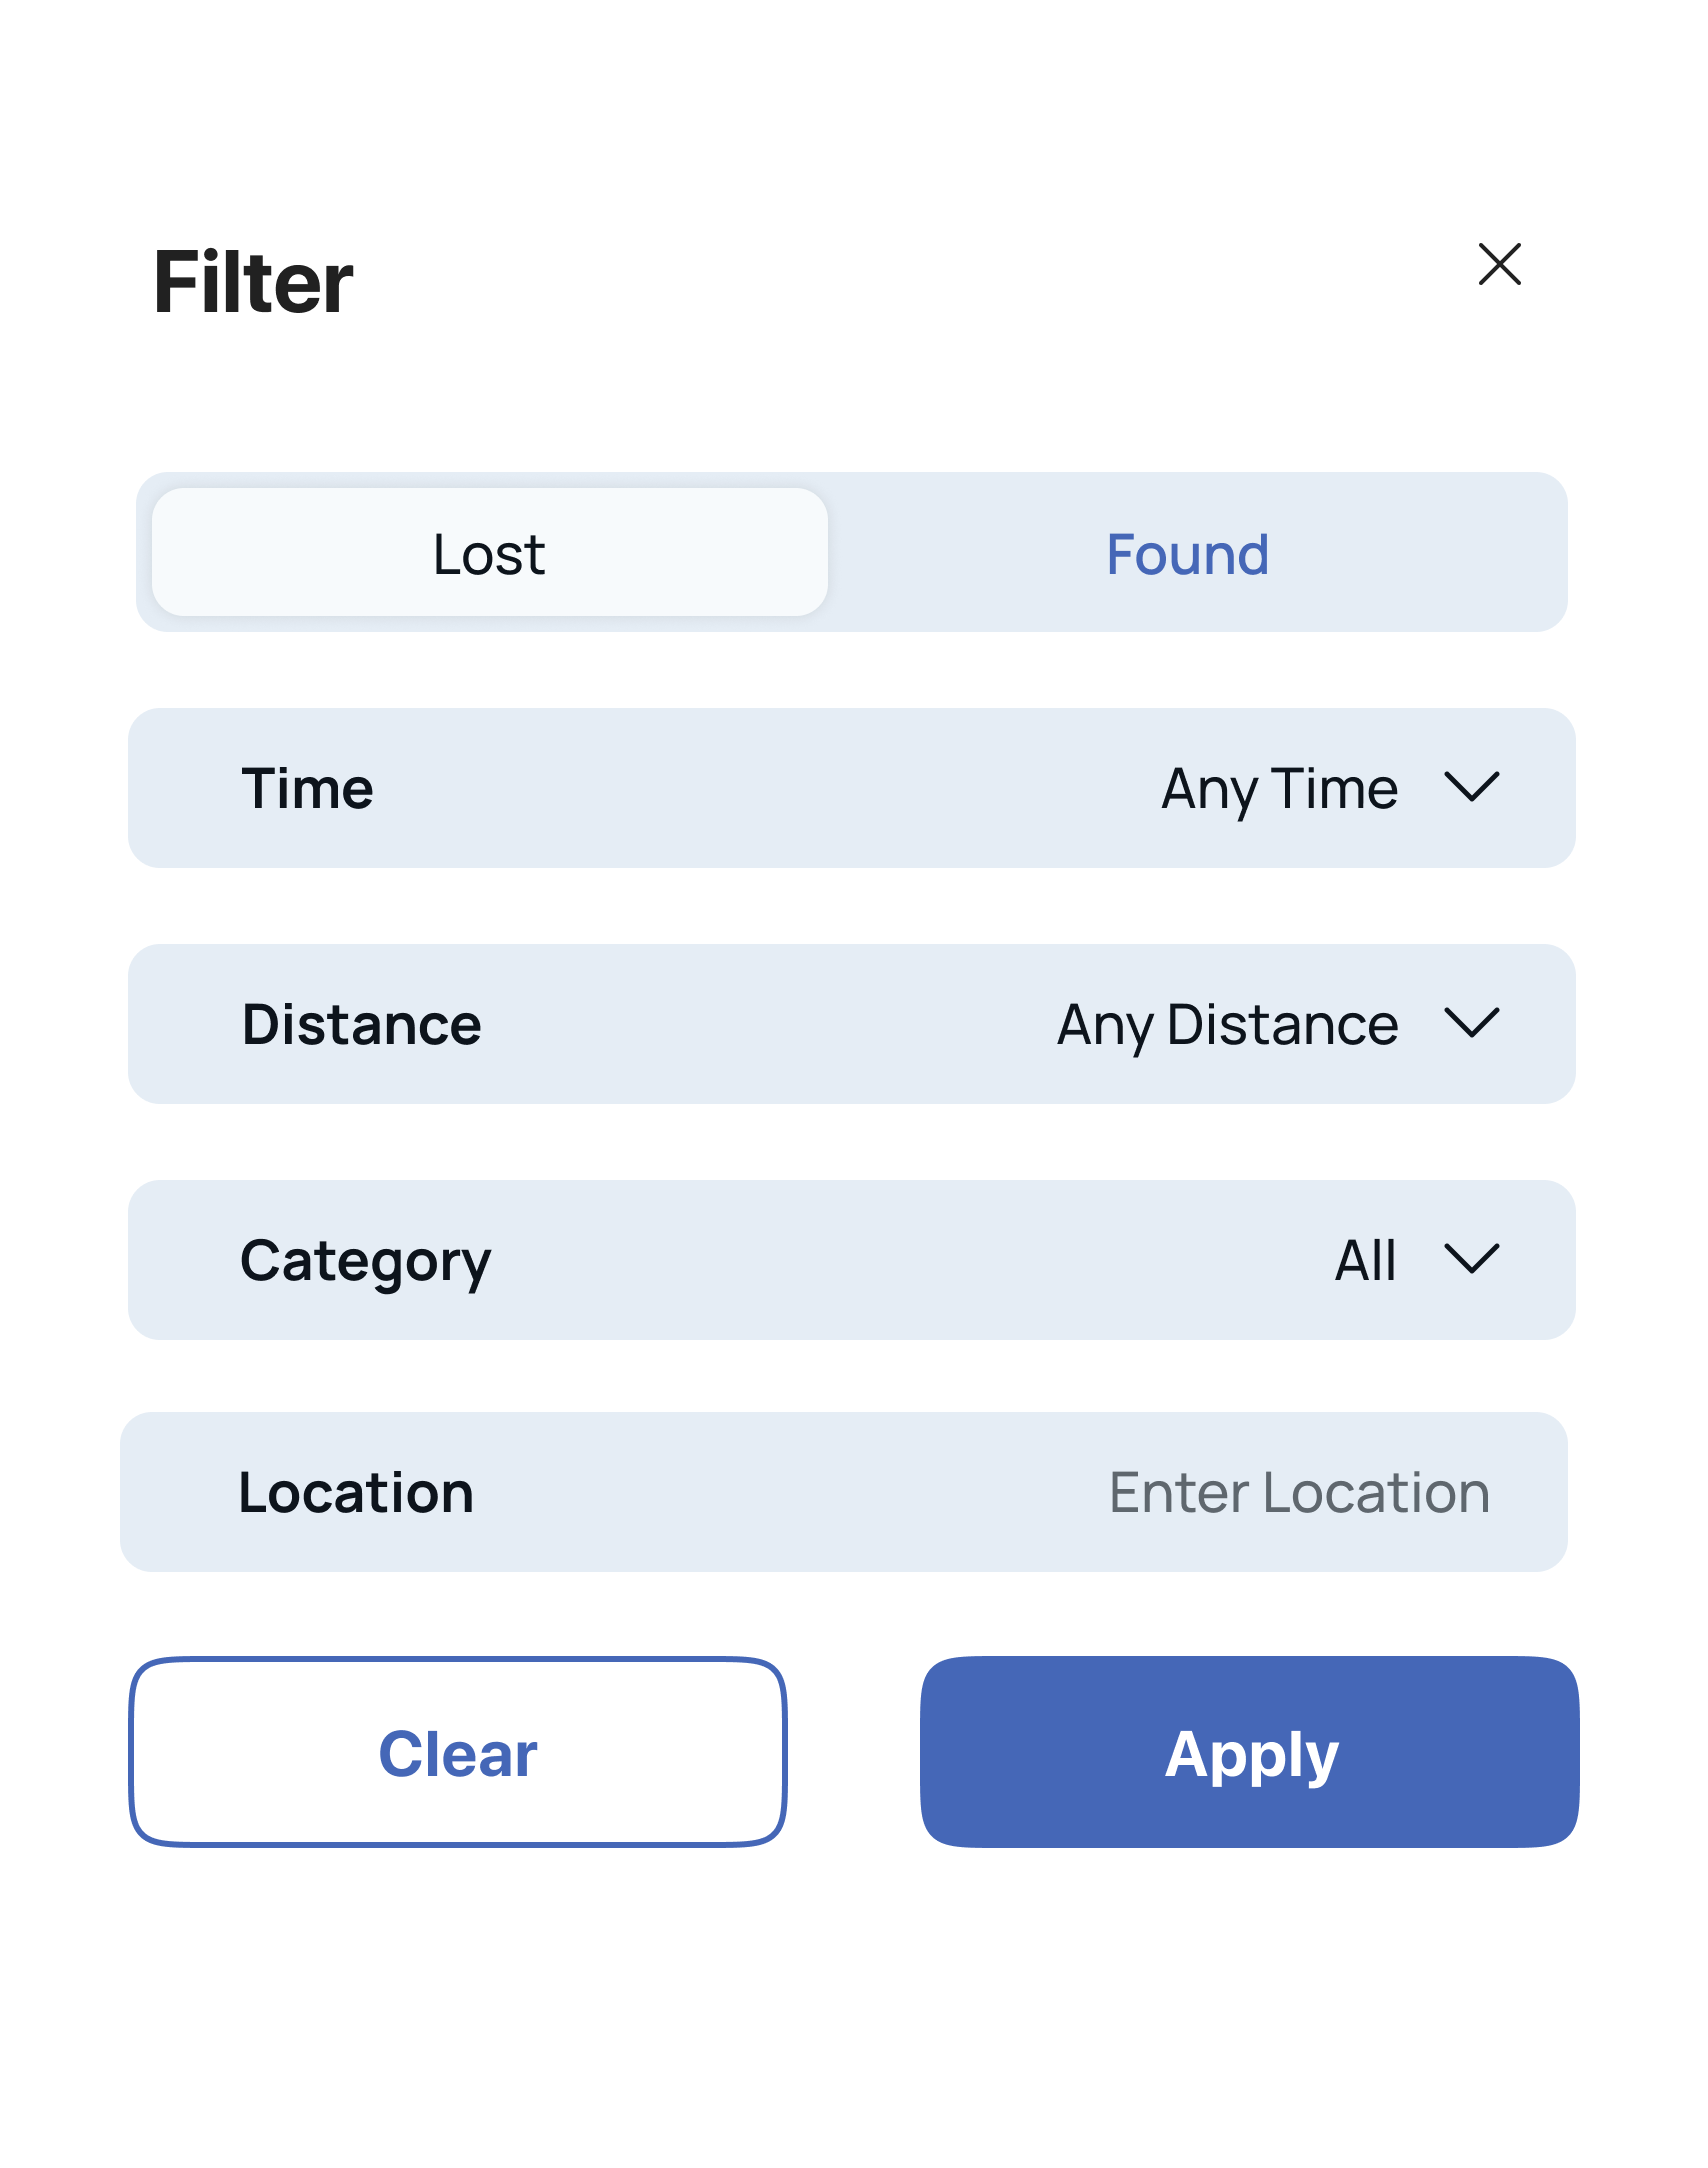 Filter
Lost Found
Time Any Time
Distance Any Distance
Category All
Location Enter Location
Clear Apply